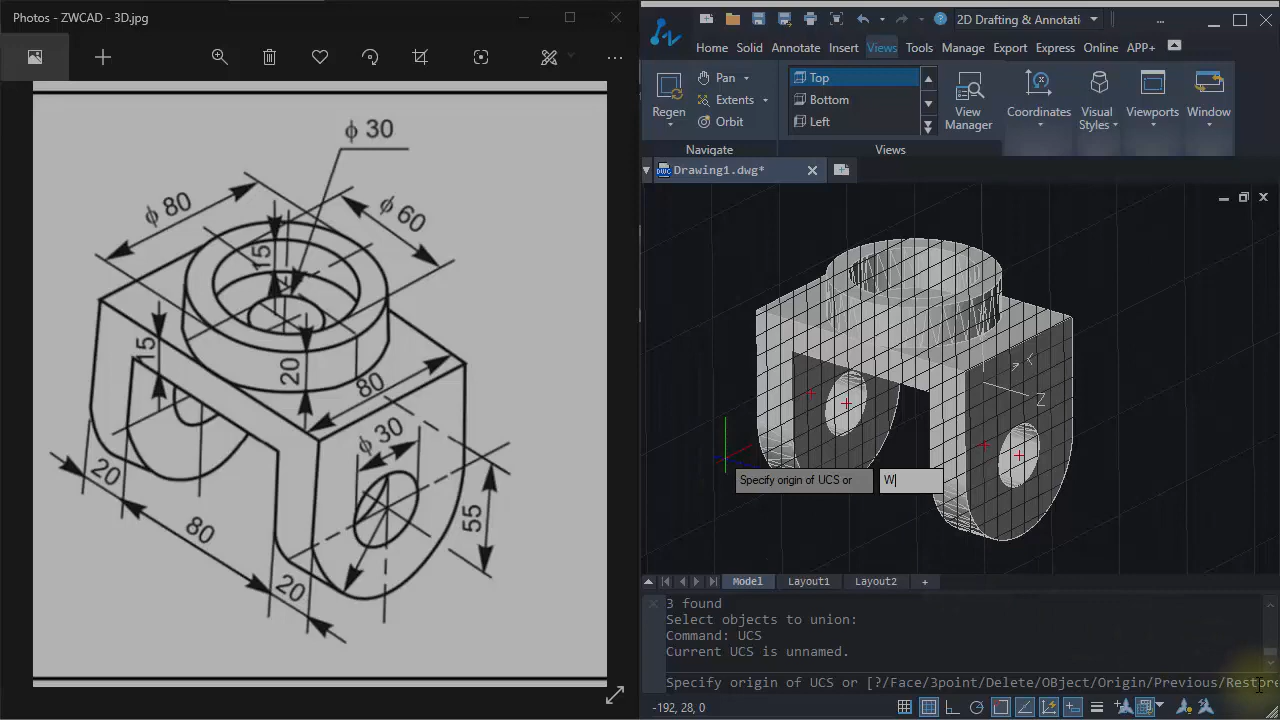 Photos - ZWCAD - 3D.jpg
ϕ 30
ϕ 80
ϕ 60
15
15
20
80
ϕ 30
20
80
20
55
2D Drafting & Annotati
Home Solid Annotate Insert Views Tools Manage Export Express Online APP+
Regen
Pan
Extents
Orbit
Top
Bottom
Left
View Manager
Coordinates
Visual Styles
Viewports
Window
Navigate
Views
Drawing1.dwg*
X
Z
Specify origin of UCS or W
Model Layout1 Layout2 +
3 found
Select objects to union:
Command: UCS
Current UCS is unnamed.
Specify origin of UCS or [?/Face/3point/Delete/OBject/Origin/Previous/Restore
-192, 28, 0